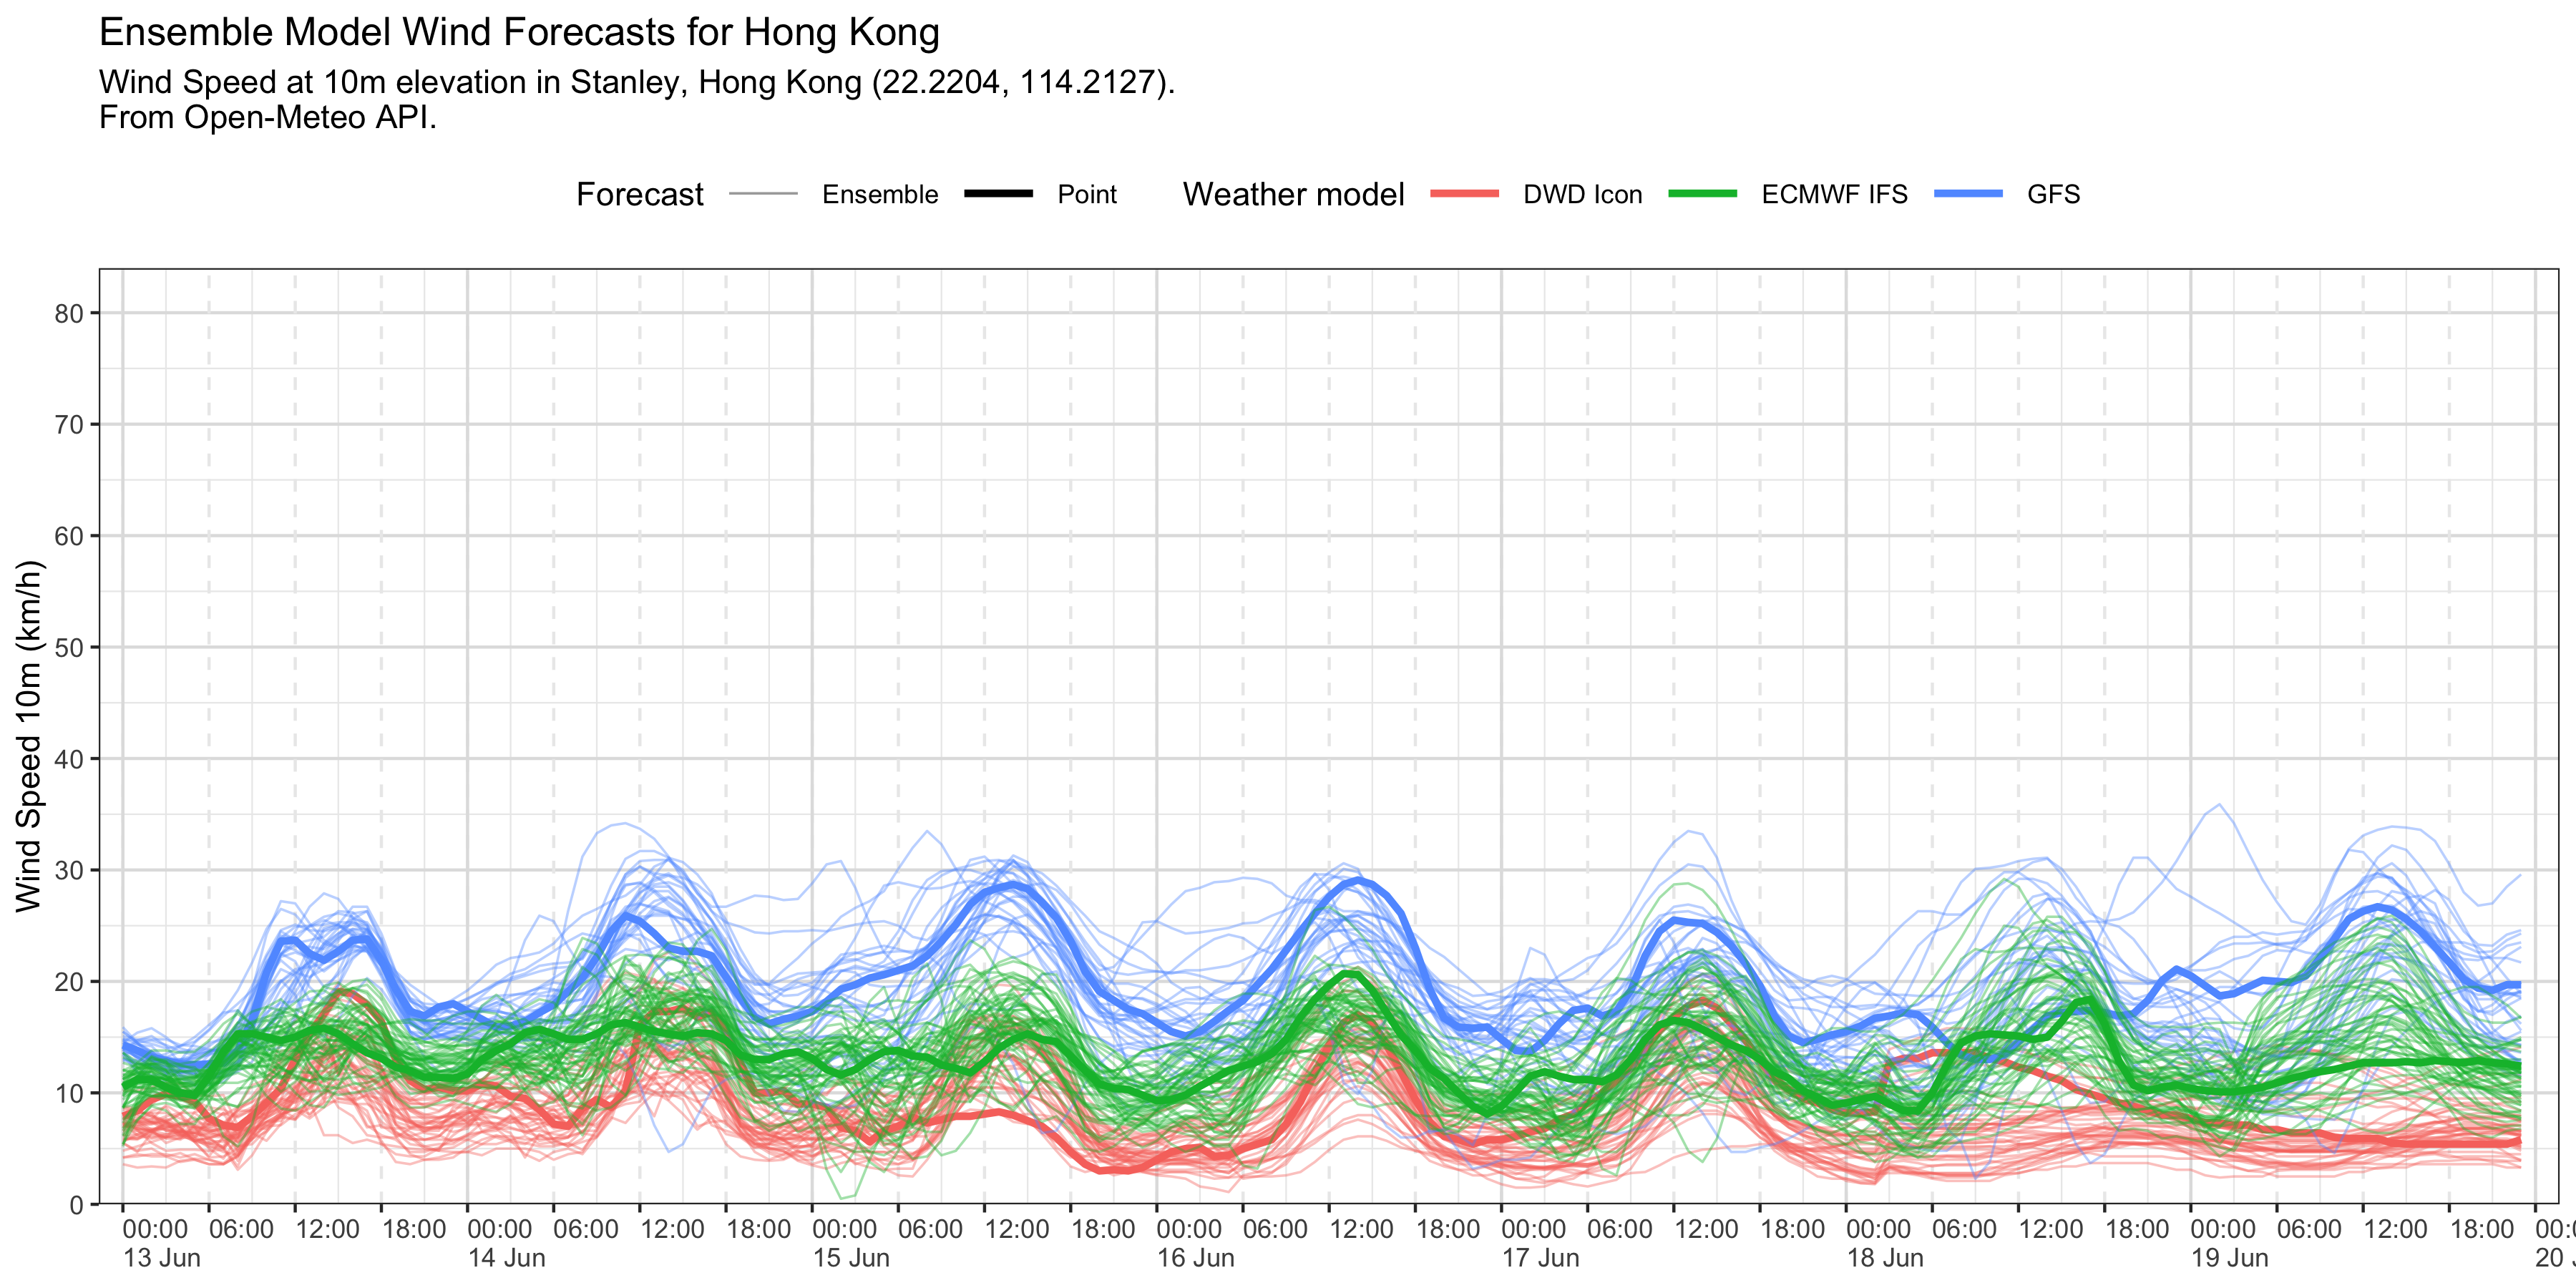 Ensemble Model Wind Forecasts for Hong Kong
Wind Speed at 10m elevation in Stanley, Hong Kong (22.2204, 114.2127).
From Open-Meteo API.
Forecast Ensemble Point Weather model DWD Icon ECMWF IFS GFS
Wind Speed 10m (km/h)
80
70
60
50
40
30
20
10
0
00:00 06:00 12:00 18:00 00:00 06:00 12:00 18:00 00:00 06:00 12:00 18:00 00:00 06:00 12:00 18:00 00:00 06:00 12:00 18:00 00:00 06:00 12:00 18:00 00:00 06:00 12:00 18:00
13 Jun 14 Jun 15 Jun 16 Jun 17 Jun 18 Jun 19 Jun 20